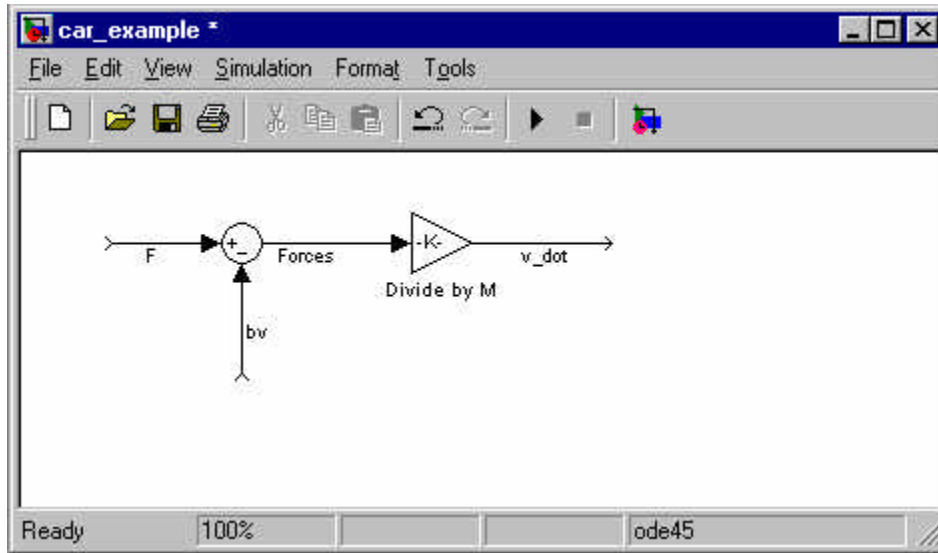 car_example *
File Edit View Simulation Format Tools
+
-
-K-
F
Forces
v_dot
Divide by M
bv
Ready 100% ode45